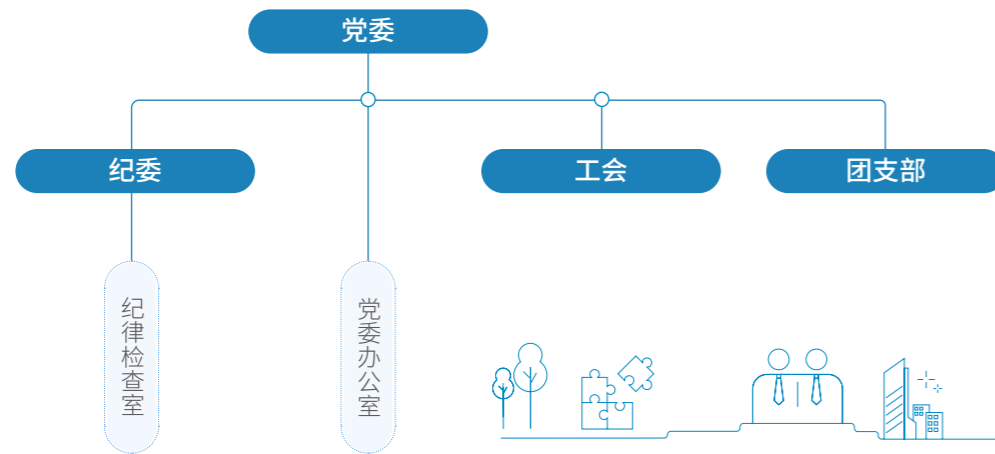 党委
纪委
工会
团支部
纪律检查室
党委办公室